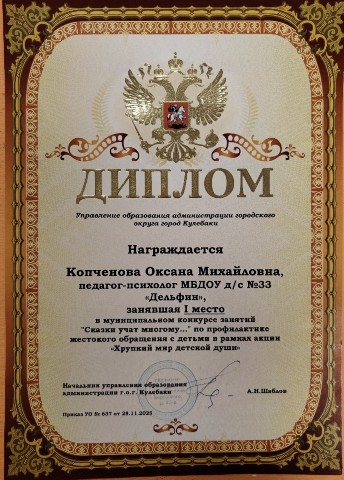 ДИПЛОМ
Управление образования администрации городского
округа город Кулебаки
Награждается
Копченова Оксана Михайловна,
педагог-психолог МБДОУ д/с №33
«Дельфин»,
занявшая I место
в муниципальном конкурсе занятий
"Сказки учат многому..." по профилактике
жестокого обращения с детьми в рамках акции
«Хрупкий мир детской души»
Начальник управления образования
администрации г.о.г. Кулебаки
А.Н.Шаблов
Приказ УО № 637 от 28.11.2025